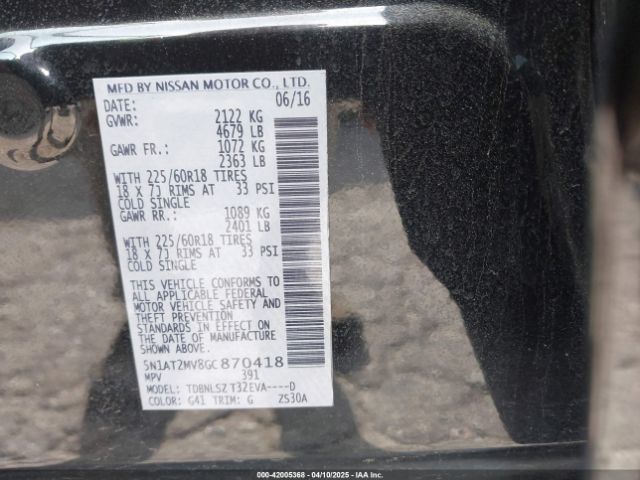 MFD BY NISSAN MOTOR CO., LTD.
DATE: 06/16
GVWR: 2122 KG
4679 LB
GAWR FR.: 1072 KG
2363 LB
WITH 225/60R18 TIRES
18 X 7J RIMS AT 33 PSI
COLD SINGLE
GAWR RR.: 1089 KG
2401 LB
WITH 225/60R18 TIRES
18 X 7J RIMS AT 33 PSI
COLD SINGLE
THIS VEHICLE CONFORMS TO
ALL APPLICABLE FEDERAL
MOTOR VEHICLE SAFETY AND
THEFT PREVENTION
STANDARDS IN EFFECT ON
THE DATE OF MANUFACTURE
SHOWN ABOVE.
5N1AT2MV8GC870418
MPV 391
MODEL: TDBNLSZ T32EVA----D
COLOR: G41 TRIM: G ZS30A
000-42005368 - 04/10/2025 - IAA Inc.